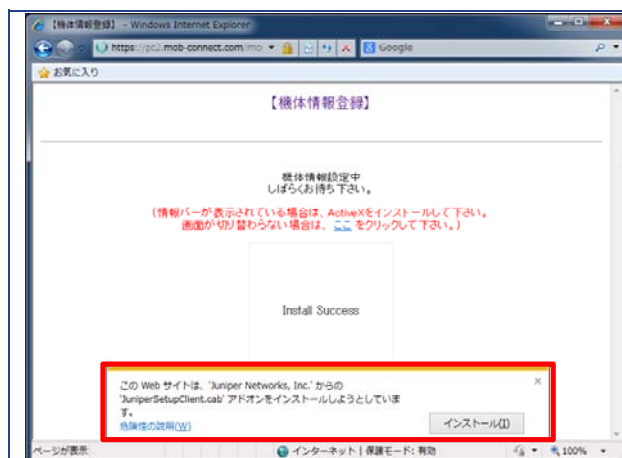 【機体情報登録】 - Windows Internet Explorer
https://pc2.mob-connect.com/mo
Google
お気に入り
【機体情報登録】
機体情報設定中
しばらくお待ち下さい。
(情報バーが表示されている場合は、ActiveXをインストールして下さい。
画面が切り替わらない場合は、ここをクリックして下さい。)
Install Success
この Web サイトは、'Juniper Networks, Inc.' からの
'JuniperSetupClient.cab' アドオンをインストールしようとしていま
す。
危険性の説明(W)
インストール(I)
ページが表示
インターネット | 保護モード: 有効
100%